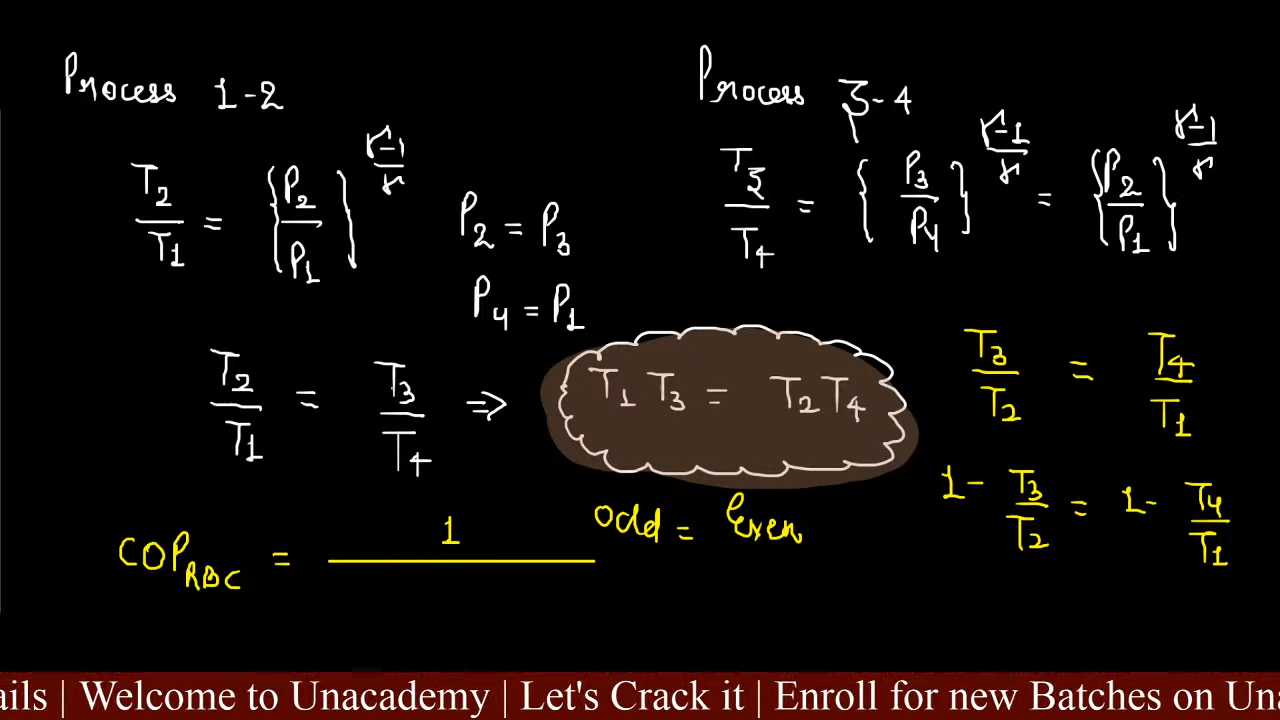 Process 1-2
T2/T1 = {P2/P1}^(γ-1)/γ
P2 = P3
P4 = P1
T2/T1 = T3/T4 ⇒ T1 T3 = T2 T4
odd = Even
COP RBC = 1/
Process 3-4
T3/T4 = {P3/P4}^(γ-1)/γ = {P2/P1}^(γ-1)/γ
T3/T2 = T4/T1
1- T3/T2 = 1- T4/T1
ails | Welcome to Unacademy | Let's Crack it | Enroll for new Batches on Una